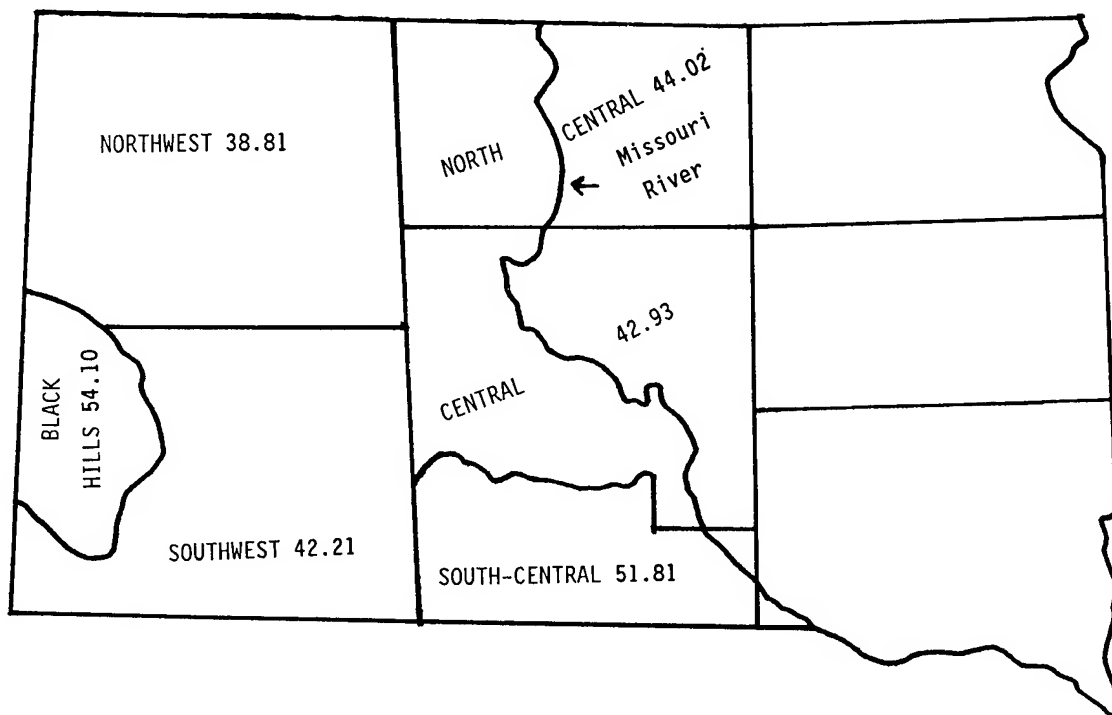 NORTHWEST 38.81
NORTH
CENTRAL 44.02
Missouri
River
BLACK
HILLS 54.10
CENTRAL
42.93
SOUTHWEST 42.21
SOUTH-CENTRAL 51.81